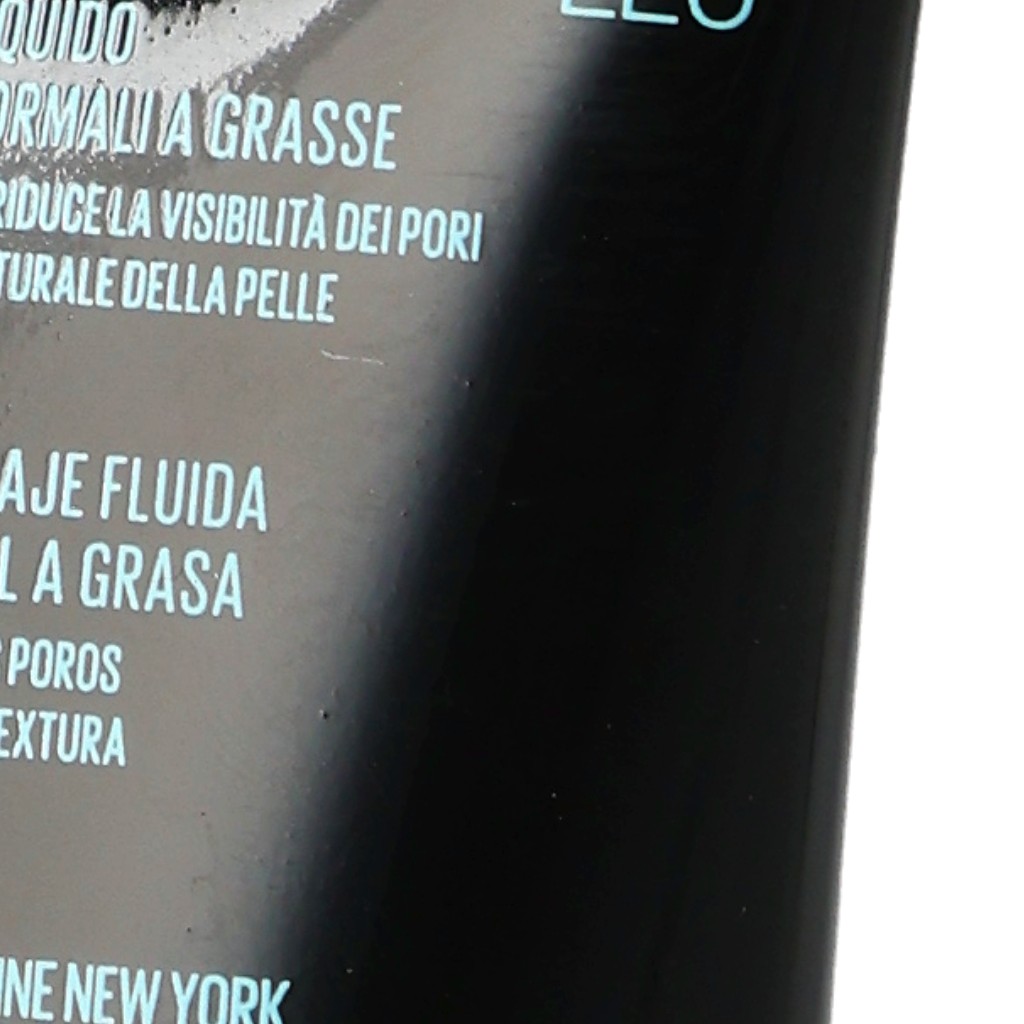 220
QUIDO
ORMALI A GRASSE
RIDUCE LA VISIBILITÀ DEI PORI
TURALE DELLA PELLE
AJE FLUIDA
L A GRASA
POROS
EXTURA
INE NEW YORK